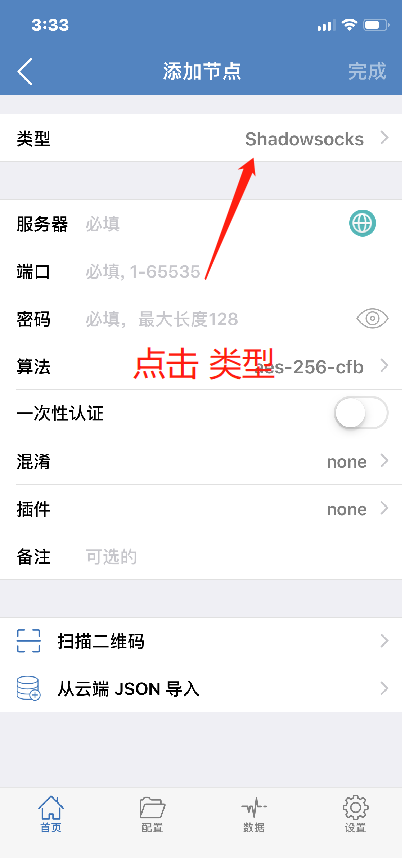 3:33
添加节点
完成
类型
Shadowsocks
服务器 必填
端口 必填, 1-65535
密码 必填，最大长度128
点击 类型
算法 aes-256-cfb
一次性认证
混淆 none
插件 none
备注 可选的
扫描二维码
从云端 JSON 导入
首页 配置 数据 设置